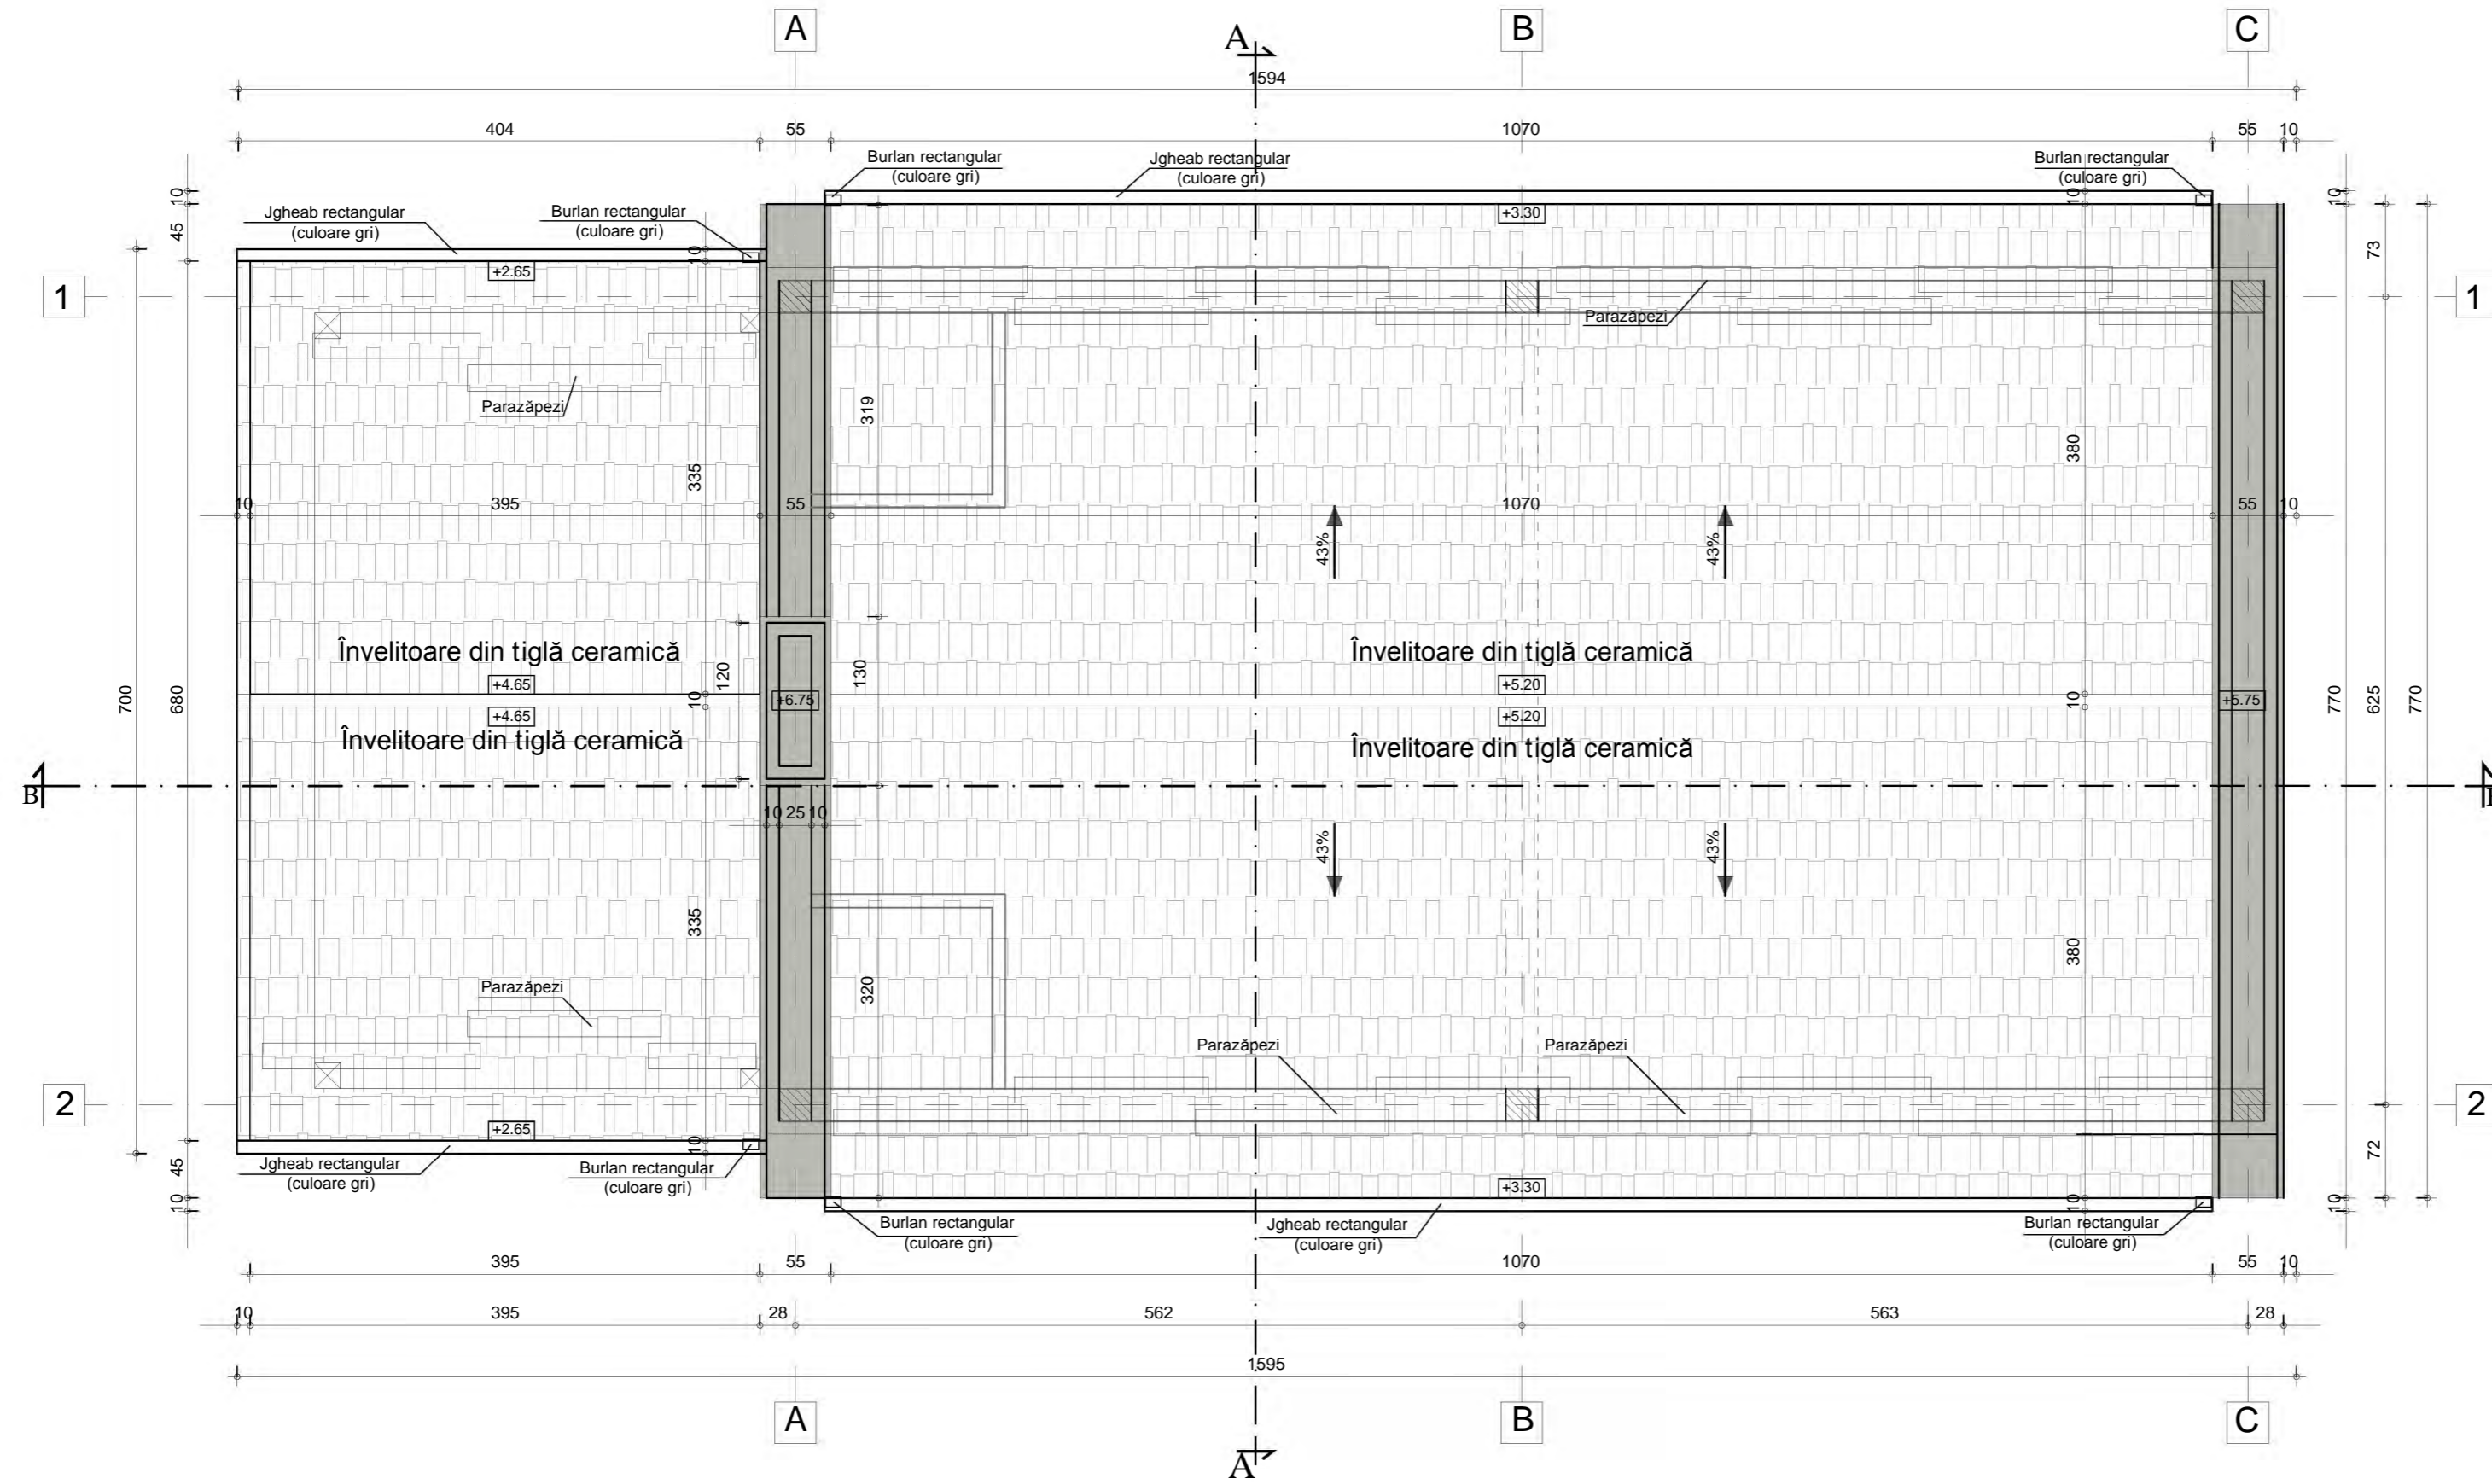 A
A
B
C
1594
404
55
1070
55
10
Burlan rectangular
(culoare gri)
Jgheab rectangular
(culoare gri)
Burlan rectangular
(culoare gri)
10
45
10
10
73
Jgheab rectangular
(culoare gri)
Burlan rectangular
(culoare gri)
10
+3.30
+2.65
1
1
Parazăpezi
Parazăpezi
319
380
335
10
395
55
1070
55
10
43%
43%
Învelitoare din tiglă ceramică
Învelitoare din tiglă ceramică
120
130
+4.65
+5.20
700
680
10
+6.75
10
+5.75
770
625
770
+4.65
+5.20
Învelitoare din tiglă ceramică
Învelitoare din tiglă ceramică
B
10
25
10
43%
43%
335
380
320
Parazăpezi
Parazăpezi
Parazăpezi
2
2
+2.65
10
72
45
10
Jgheab rectangular
(culoare gri)
Burlan rectangular
(culoare gri)
+3.30
10
10
Burlan rectangular
(culoare gri)
Jgheab rectangular
(culoare gri)
Burlan rectangular
(culoare gri)
395
55
1070
55
10
10
395
28
562
563
28
1595
A
B
C
A